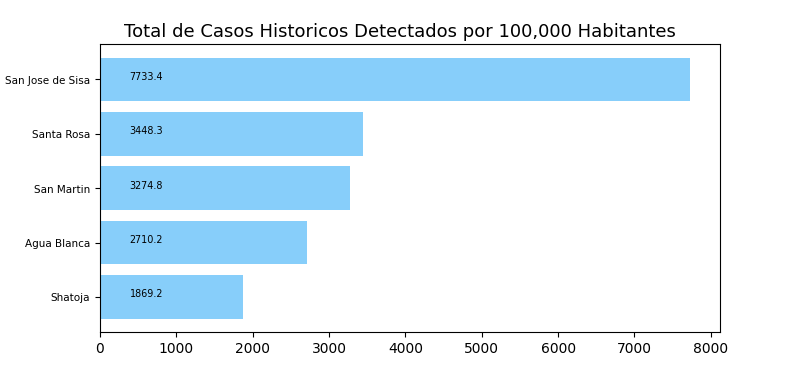 Total de Casos Historicos Detectados por 100,000 Habitantes
San Jose de Sisa 7733.4
Santa Rosa 3448.3
San Martin 3274.8
Agua Blanca 2710.2
Shatoja 1869.2
0 1000 2000 3000 4000 5000 6000 7000 8000